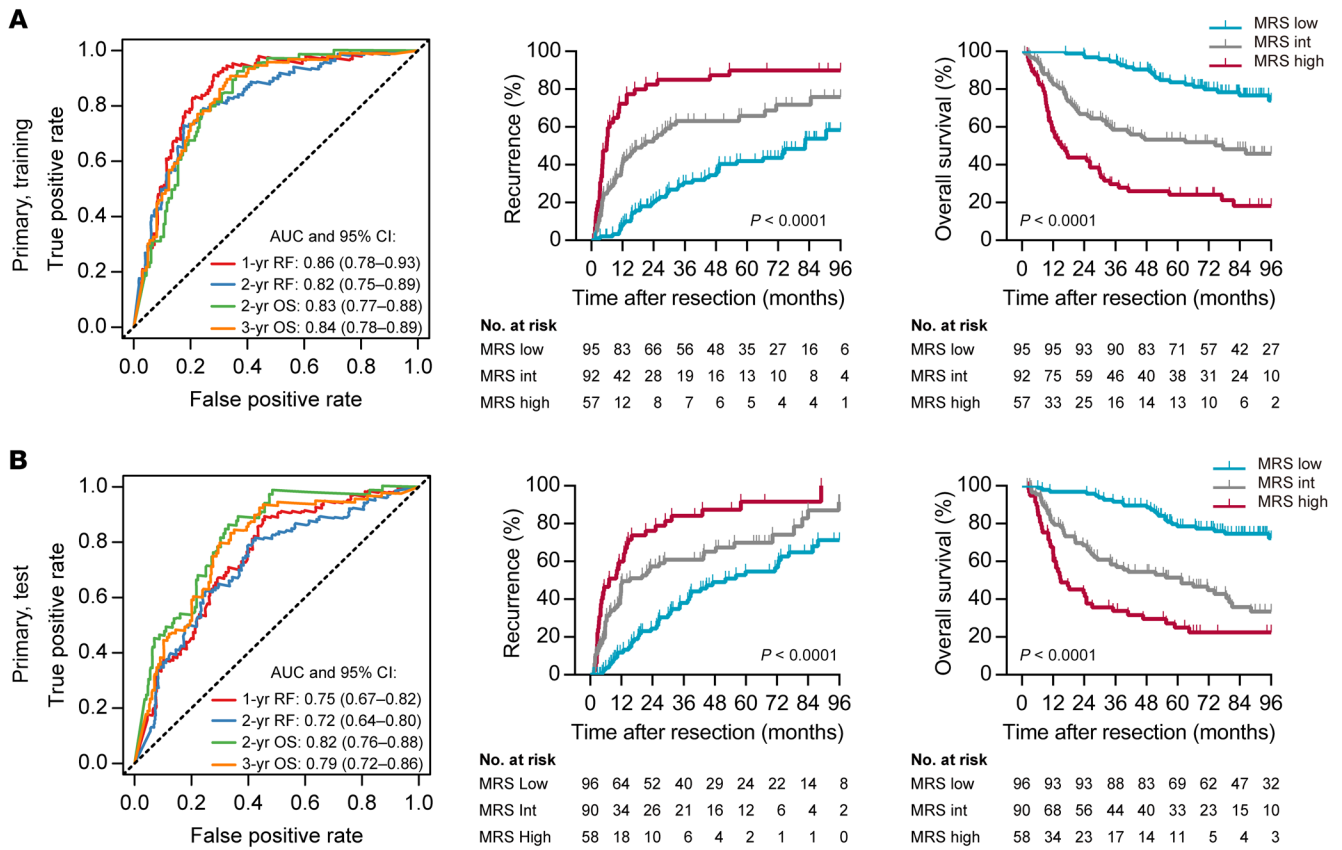 A
Primary, training
True positive rate
1.0
0.8
0.6
0.4
0.2
0.0
AUC and 95% CI:
1-yr RF: 0.86 (0.78–0.93)
2-yr RF: 0.82 (0.75–0.89)
2-yr OS: 0.83 (0.77–0.88)
3-yr OS: 0.84 (0.78–0.89)
0.0 0.2 0.4 0.6 0.8 1.0
False positive rate
Recurrence (%)
100
80
60
40
20
0
P < 0.0001
0 12 24 36 48 60 72 84 96
Time after resection (months)
No. at risk
MRS low 95 83 66 56 48 35 27 16 6
MRS int 92 42 28 19 16 13 10 8 4
MRS high 57 12 8 7 6 5 4 4 1
MRS low
MRS int
MRS high
Overall survival (%)
100
80
60
40
20
0
P < 0.0001
0 12 24 36 48 60 72 84 96
Time after resection (months)
No. at risk
MRS low 95 95 93 90 83 71 57 42 27
MRS int 92 75 59 46 40 38 31 24 10
MRS high 57 33 25 16 14 13 10 6 2
B
Primary, test
True positive rate
1.0
0.8
0.6
0.4
0.2
0.0
AUC and 95% CI:
1-yr RF: 0.75 (0.67–0.82)
2-yr RF: 0.72 (0.64–0.80)
2-yr OS: 0.82 (0.76–0.88)
3-yr OS: 0.79 (0.72–0.86)
0.0 0.2 0.4 0.6 0.8 1.0
False positive rate
Recurrence (%)
100
80
60
40
20
0
P < 0.0001
0 12 24 36 48 60 72 84 96
Time after resection (months)
No. at risk
MRS Low 96 64 52 40 29 24 22 14 8
MRS Int 90 34 26 21 16 12 6 4 2
MRS High 58 18 10 6 4 2 1 1 0
MRS low
MRS int
MRS high
Overall survival (%)
100
80
60
40
20
0
P < 0.0001
0 12 24 36 48 60 72 84 96
Time after resection (months)
No. at risk
MRS low 96 93 93 88 83 69 62 47 32
MRS int 90 68 56 44 40 33 23 15 10
MRS high 58 34 23 17 14 11 5 4 3